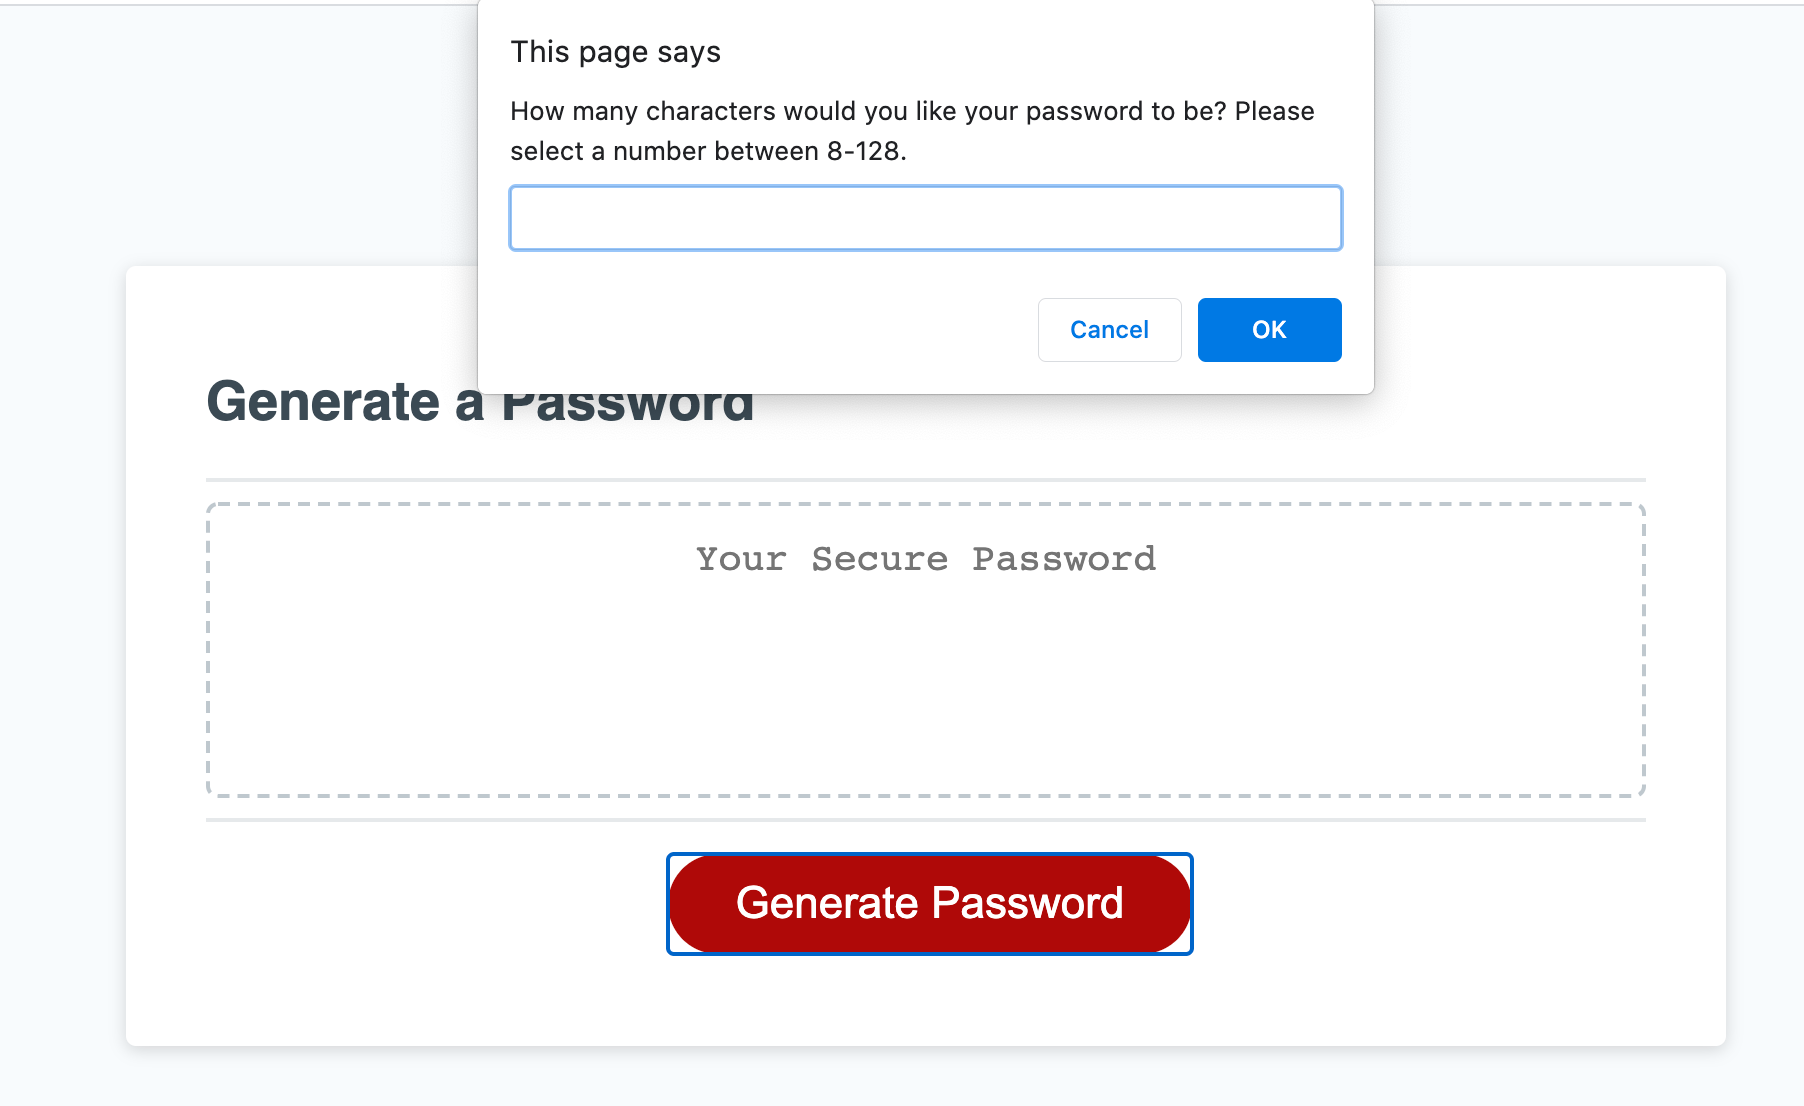 This page says
How many characters would you like your password to be? Please
select a number between 8-128.
Cancel
OK
Generate a Password
Your Secure Password
Generate Password